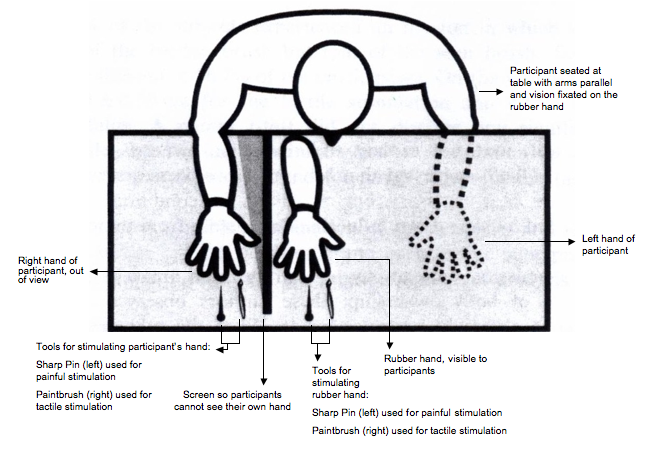 Participant seated at
table with arms parallel
and vision fixated on the
rubber hand
Left hand of
participant
Right hand of
participant, out
of view
Rubber hand, visible to
participants
Tools for stimulating participant's hand:
Sharp Pin (left) used for
painful stimulation
Paintbrush (right) used for
tactile stimulation
Screen so participants
cannot see their own hand
Tools for
stimulating
rubber hand:
Sharp Pin (left) used for painful stimulation
Paintbrush (right) used for tactile stimulation